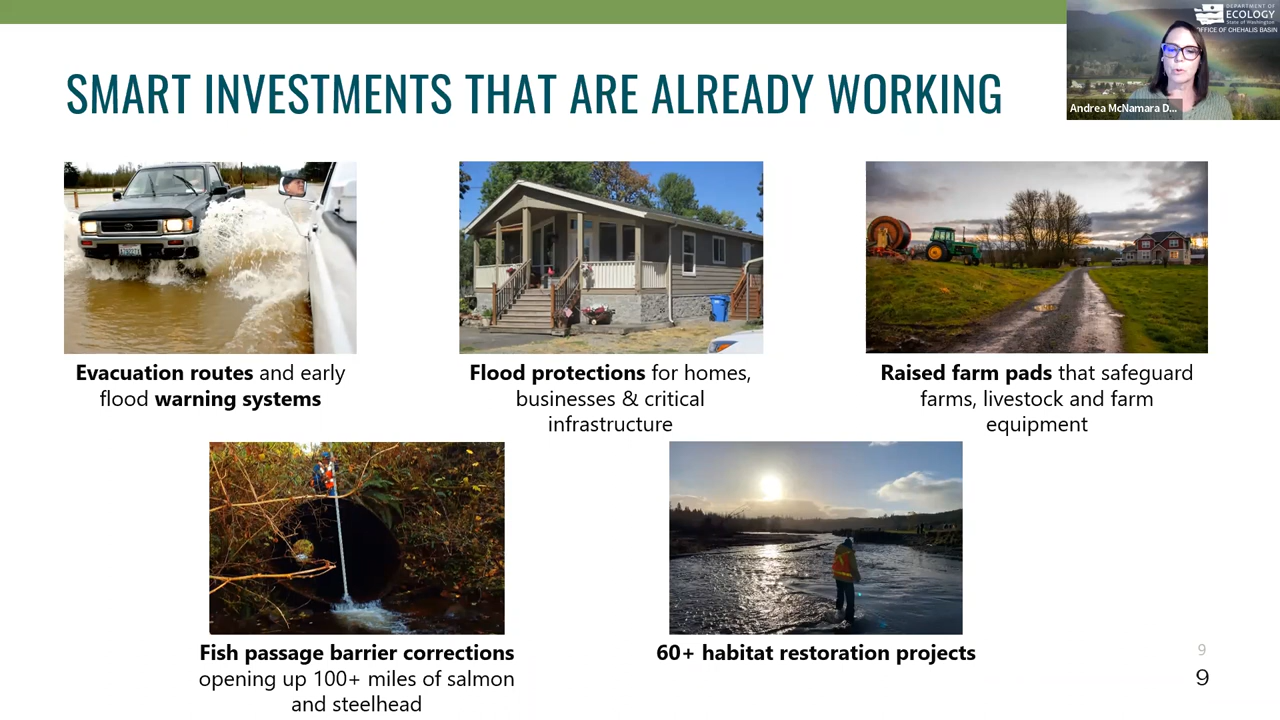 DEPARTMENT OF
ECOLOGY
State of Washington
OFFICE OF CHEHALIS BASIN
Andrea McNamara D...
SMART INVESTMENTS THAT ARE ALREADY WORKING
Evacuation routes and early
flood warning systems
Flood protections for homes,
businesses & critical
infrastructure
Raised farm pads that safeguard
farms, livestock and farm
equipment
Fish passage barrier corrections
opening up 100+ miles of salmon
and steelhead
60+ habitat restoration projects
9
9